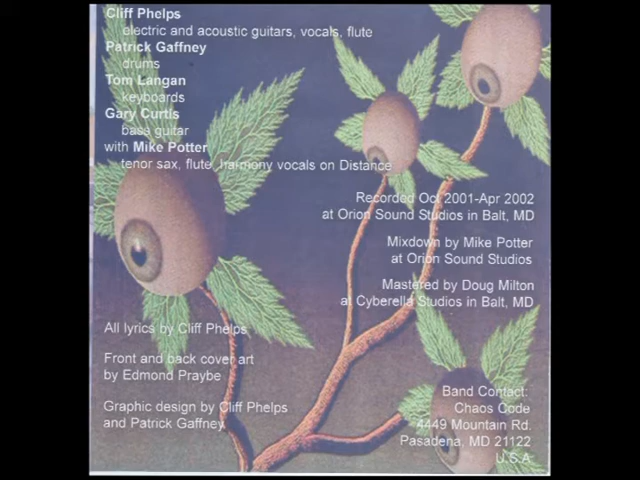 Cliff Phelps
electric and acoustic guitars, vocals, flute
Patrick Gaffney
drums
Tom Langan
keyboards
Gary Curtis
bass guitar
with Mike Potter
tenor sax, flute, harmony vocals on Distance
Recorded Oct 2001-Apr 2002
at Orion Sound Studios in Balt, MD
Mixdown by Mike Potter
at Orion Sound Studios
Mastered by Doug Milton
at Cyberella Studios in Balt, MD
All lyrics by Cliff Phelps
Front and back cover art
by Edmond Praybe
Graphic design by Cliff Phelps
and Patrick Gaffney
Band Contact:
Chaos Code
4449 Mountain Rd.
Pasadena, MD 21122
U.S.A